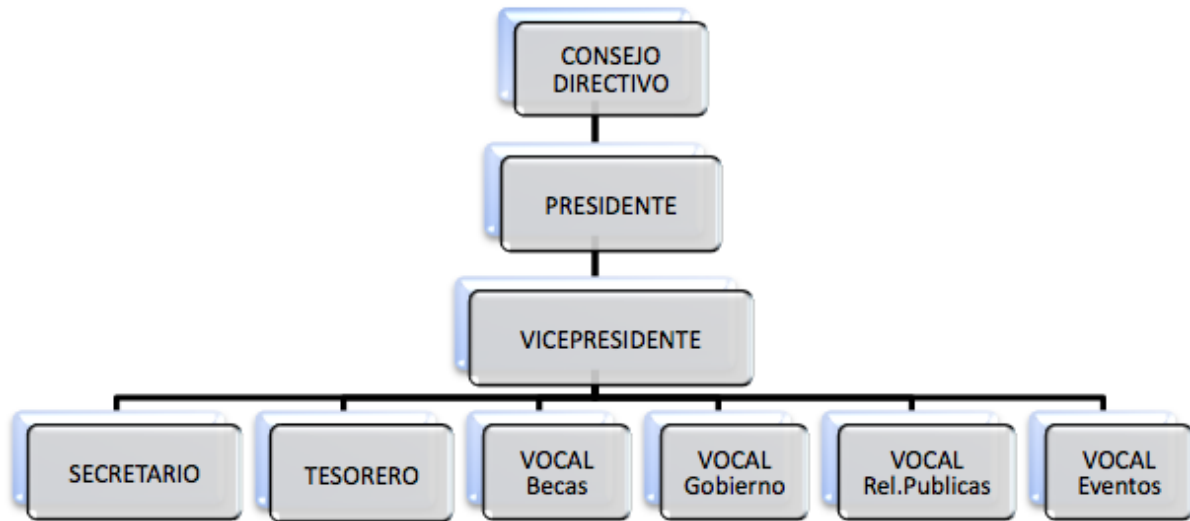 CONSEJO
DIRECTIVO
PRESIDENTE
VICEPRESIDENTE
SECRETARIO
TESORERO
VOCAL
Becas
VOCAL
Gobierno
VOCAL
Rel.Publicas
VOCAL
Eventos